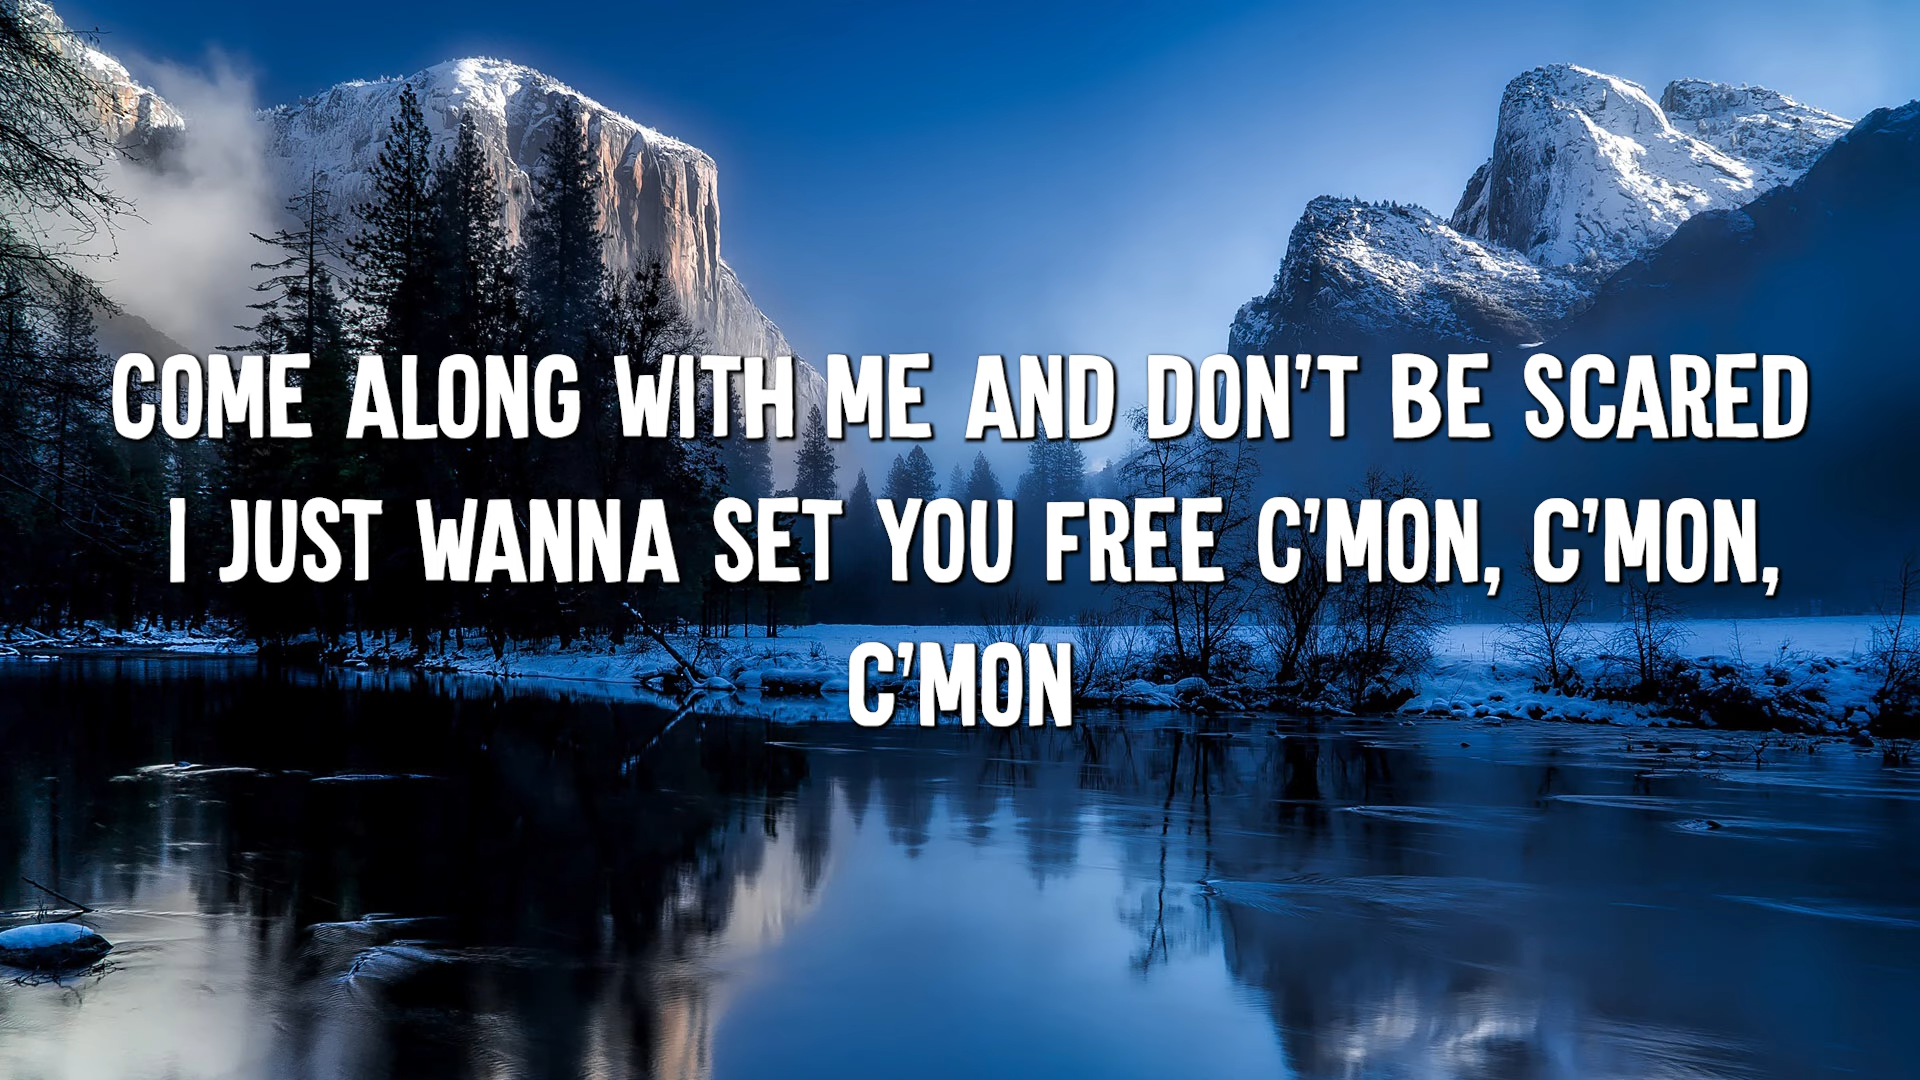 COME ALONG WITH ME AND DON'T BE SCARED
I JUST WANNA SET YOU FREE C'MON, C'MON,
C'MON